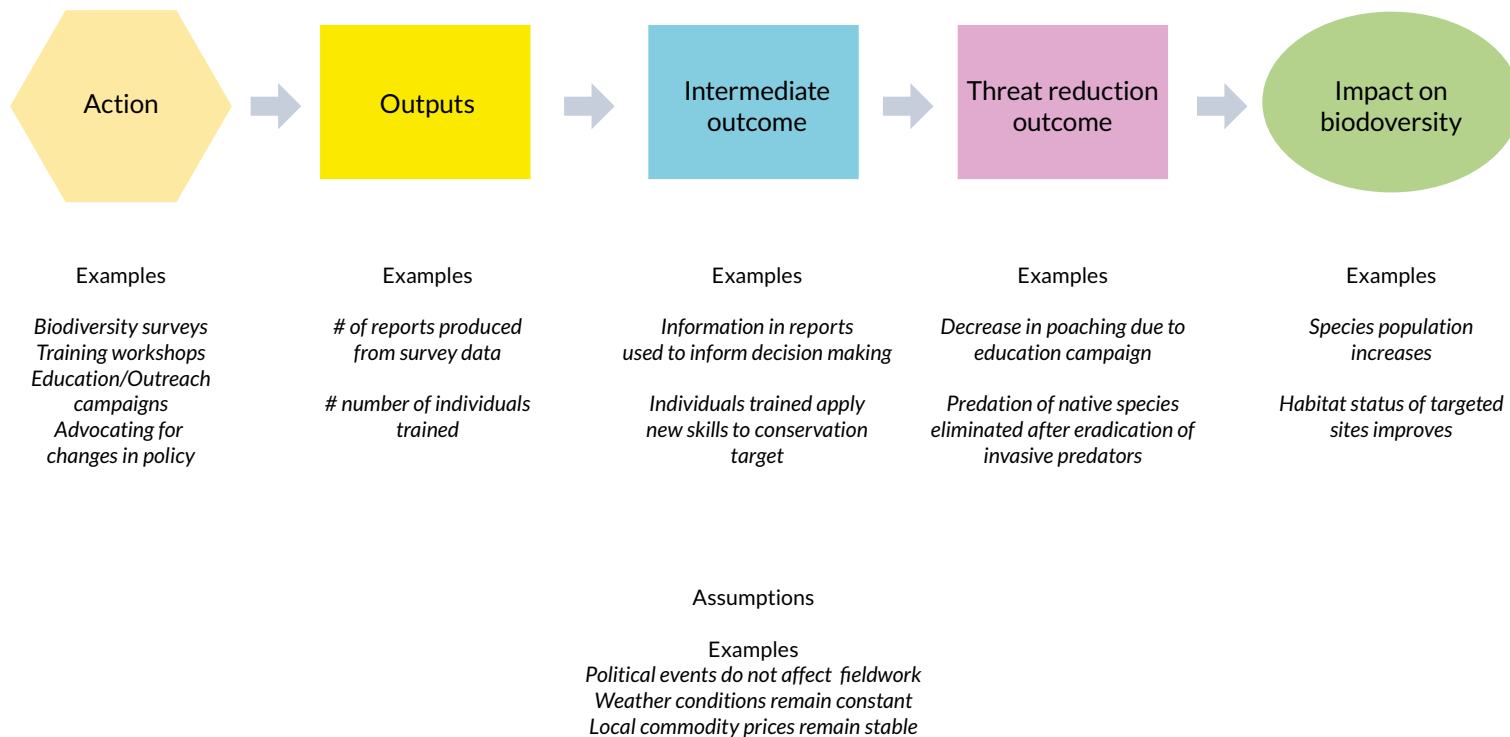 Action
Outputs
Intermediate
outcome
Threat reduction
outcome
Impact on
biodoversity
Examples
Biodiversity surveys
Training workshops
Education/Outreach
campaigns
Advocating for
changes in policy
Examples
# of reports produced
from survey data
# number of individuals
trained
Examples
Information in reports
used to inform decision making
Individuals trained apply
new skills to conservation
target
Examples
Decrease in poaching due to
education campaign
Predation of native species
eliminated after eradication of
invasive predators
Examples
Species population
increases
Habitat status of targeted
sites improves
Assumptions
Examples
Political events do not affect fieldwork
Weather conditions remain constant
Local commodity prices remain stable